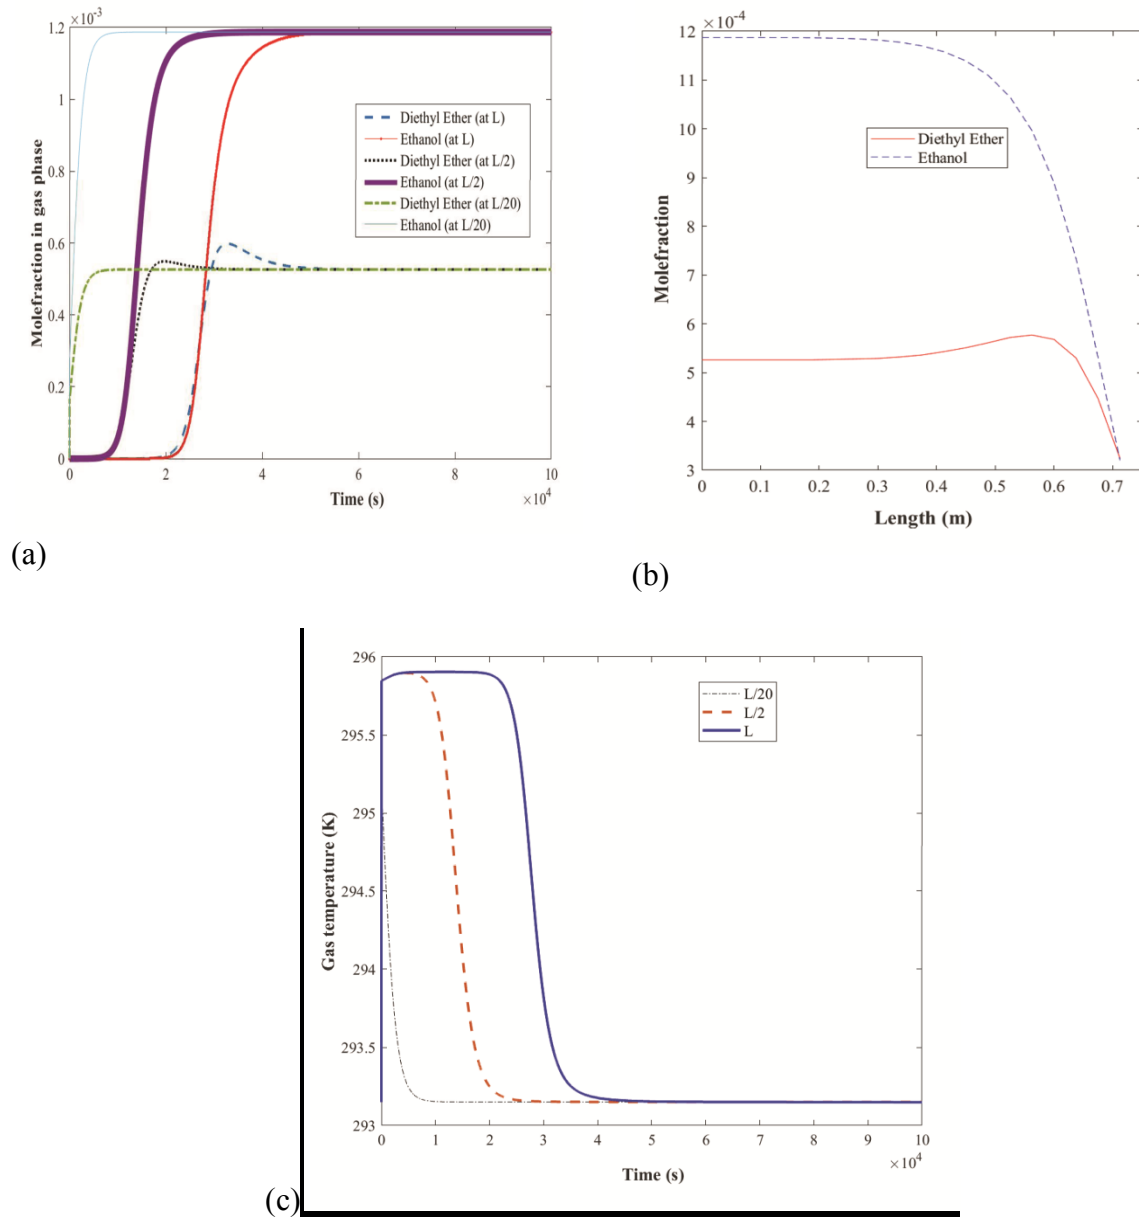 ×10⁻³
1.2
1
0.8
0.6
0.4
0.2
0
Molefraction in gas phase
Diethyl Ether (at L)
Ethanol (at L)
Diethyl Ether (at L/2)
Ethanol (at L/2)
Diethyl Ether (at L/20)
Ethanol (at L/20)
0 2 4 6 8 10
Time (s)
×10⁴
(a)
×10⁻⁴
12
11
10
9
8
7
6
5
4
3
Molefraction
Diethyl Ether
Ethanol
0 0.1 0.2 0.3 0.4 0.5 0.6 0.7
Length (m)
(b)
296
295.5
295
294.5
294
293.5
293
Gas temperature (K)
L/20
L/2
L
0 1 2 3 4 5 6 7 8 9 10
×10⁴
Time (s)
(c)